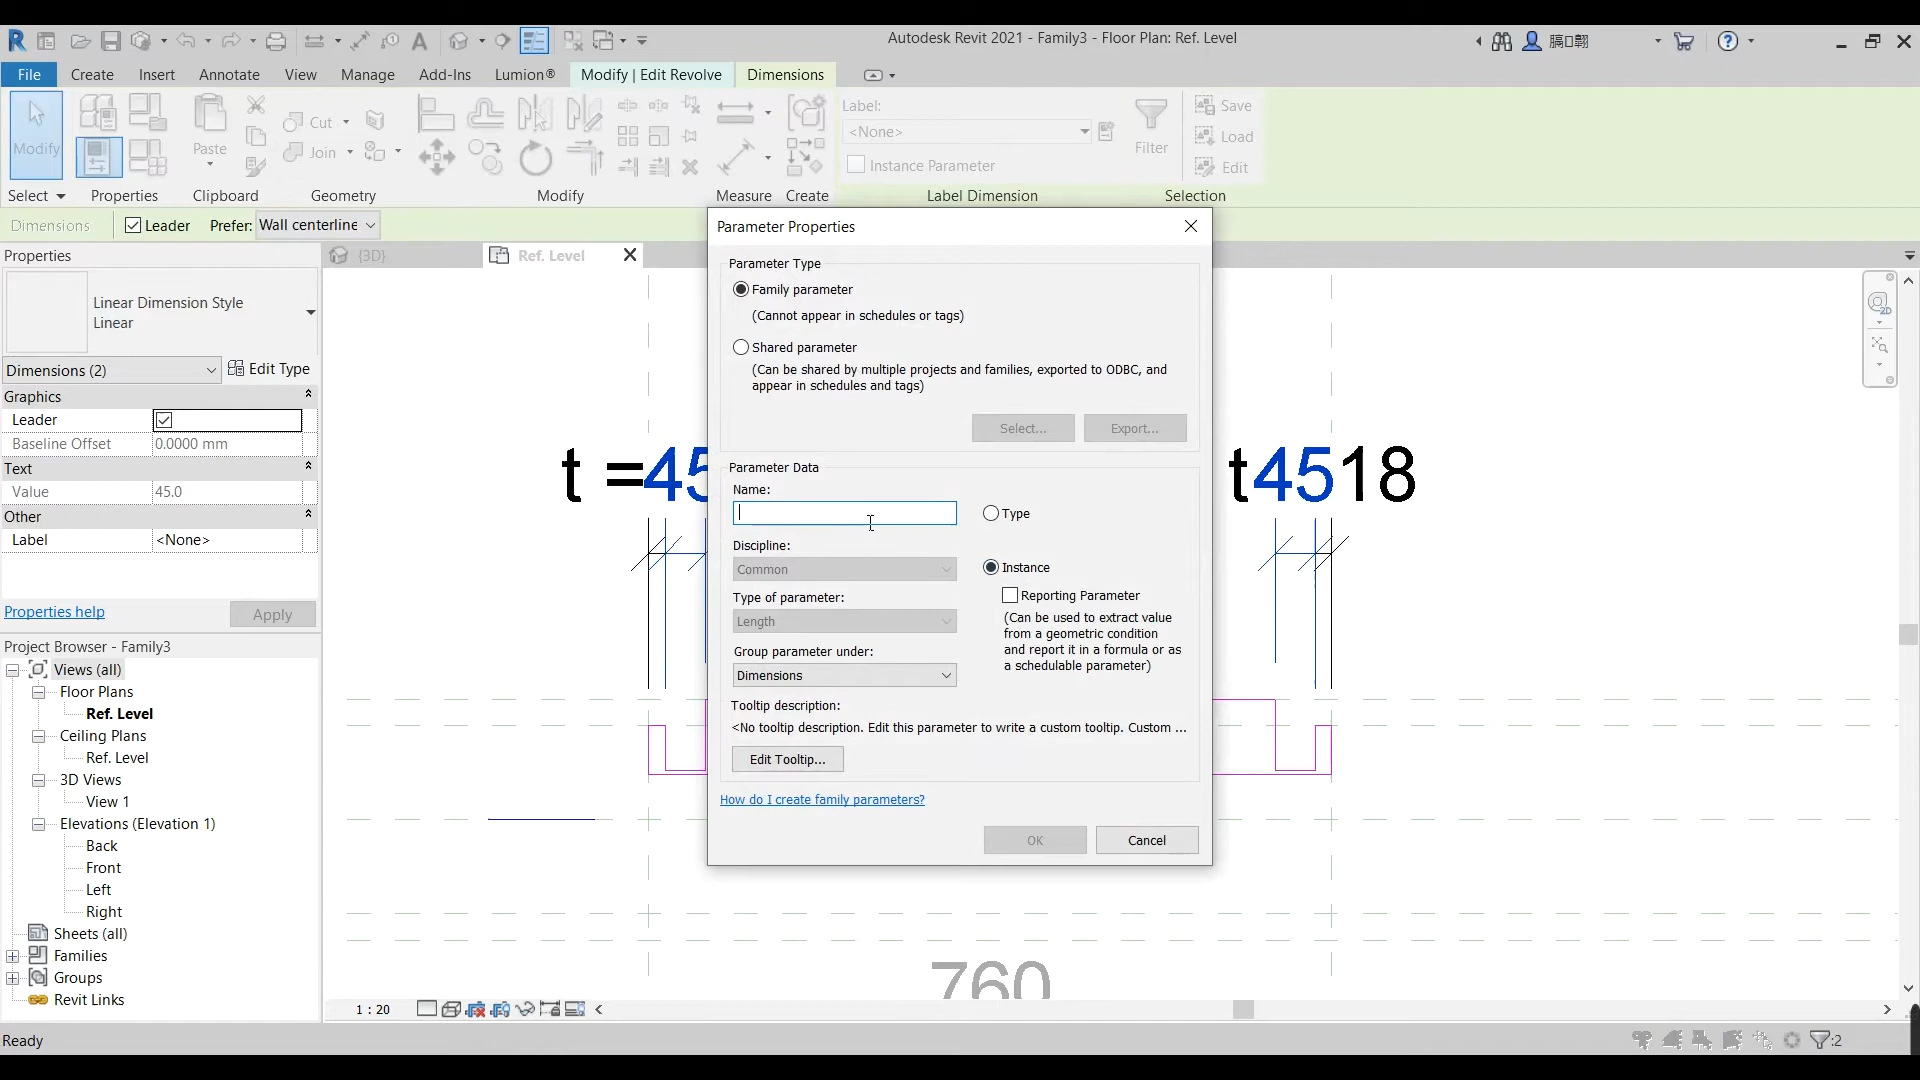 Autodesk Revit 2021 - Family3 - Floor Plan: Ref. Level
File Create Insert Annotate View Manage Add-Ins Lumion® Modify | Edit Revolve Dimensions
Modify
Paste
Cut
Join
Label:
<None>
Instance Parameter
Filter
Save
Load
Edit
Select Properties Clipboard Geometry Modify Measure Create Label Dimension Selection
Dimensions Leader Prefer: Wall centerline
Properties
{3D}
Ref. Level
Linear Dimension Style
Linear
Dimensions (2) Edit Type
Graphics
Leader
Baseline Offset 0.0000 mm
Text
Value 45.0
Other
Label <None>
Properties help Apply
Project Browser - Family3
Views (all)
Floor Plans
Ref. Level
Ceiling Plans
Ref. Level
3D Views
View 1
Elevations (Elevation 1)
Back
Front
Left
Right
Sheets (all)
Families
Groups
Revit Links
t =45
t4518
760
Parameter Properties
Parameter Type
Family parameter
(Cannot appear in schedules or tags)
Shared parameter
(Can be shared by multiple projects and families, exported to ODBC, and
appear in schedules and tags)
Select... Export...
Parameter Data
Name:
Type
Discipline:
Common
Instance
Type of parameter:
Length
Reporting Parameter
(Can be used to extract value
from a geometric condition
and report it in a formula or as
a schedulable parameter)
Group parameter under:
Dimensions
Tooltip description:
<No tooltip description. Edit this parameter to write a custom tooltip. Custom ...
Edit Tooltip...
How do I create family parameters?
OK Cancel
1 : 20
Ready
:2